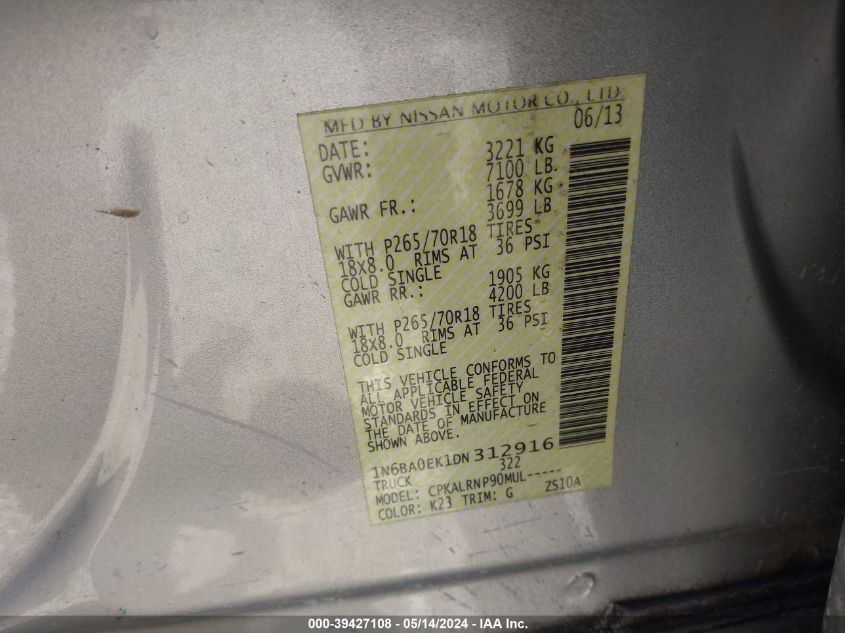 MFD BY NISSAN MOTOR CO., LTD.
DATE: 06/13
GVWR: 3221 KG
7100 LB.
GAWR FR.: 1678 KG
3699 LB
WITH P265/70R18 TIRES
18X8.0 RIMS AT 36 PSI
COLD SINGLE
GAWR RR.: 1905 KG
4200 LB
WITH P265/70R18 TIRES
18X8.0 RIMS AT 36 PSI
COLD SINGLE
THIS VEHICLE CONFORMS TO
ALL APPLICABLE FEDERAL
MOTOR VEHICLE SAFETY
STANDARDS IN EFFECT ON
THE DATE OF MANUFACTURE
SHOWN ABOVE.
1N6BA0EK1DN312916
TRUCK 322
MODEL: CPKALRNP90MUL-----
COLOR: K23 TRIM: G ZS10A
000-39427108 - 05/14/2024 - IAA Inc.